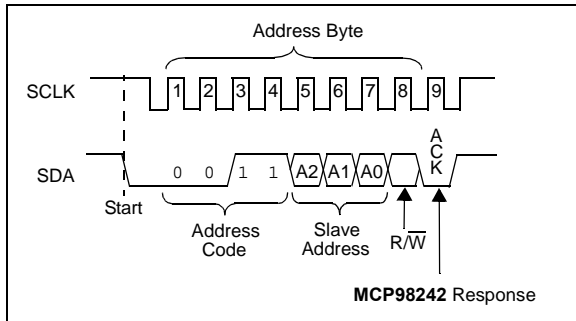 Address Byte
SCLK 1 2 3 4 5 6 7 8 9
SDA 0 0 1 1 A2 A1 A0 ACK
Start
Address Code
Slave Address
R/W̅
MCP98242 Response